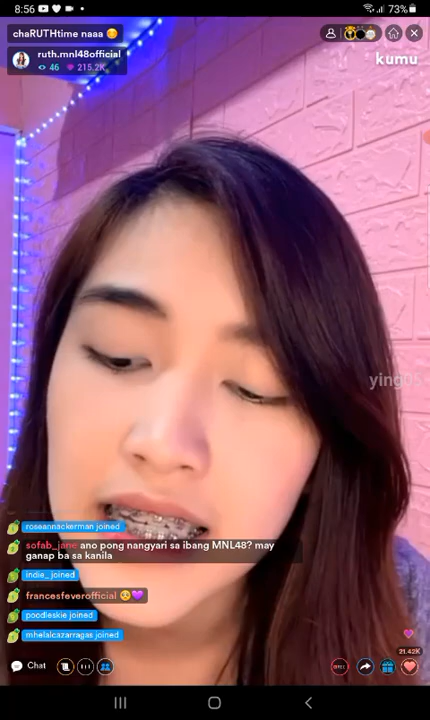 8:56
73%
chaRUTHtime naaa
ruth.mnl48official
46 215.2K
kumu
ying05
roseannackerman joined
sofab_jane ano pong nangyari sa ibang MNL48? may
ganap ba sa kanila
indie_ joined
francesfeverofficial 🥺💜
poodleskie joined
mhelalcazarragas joined
21.42K
Chat